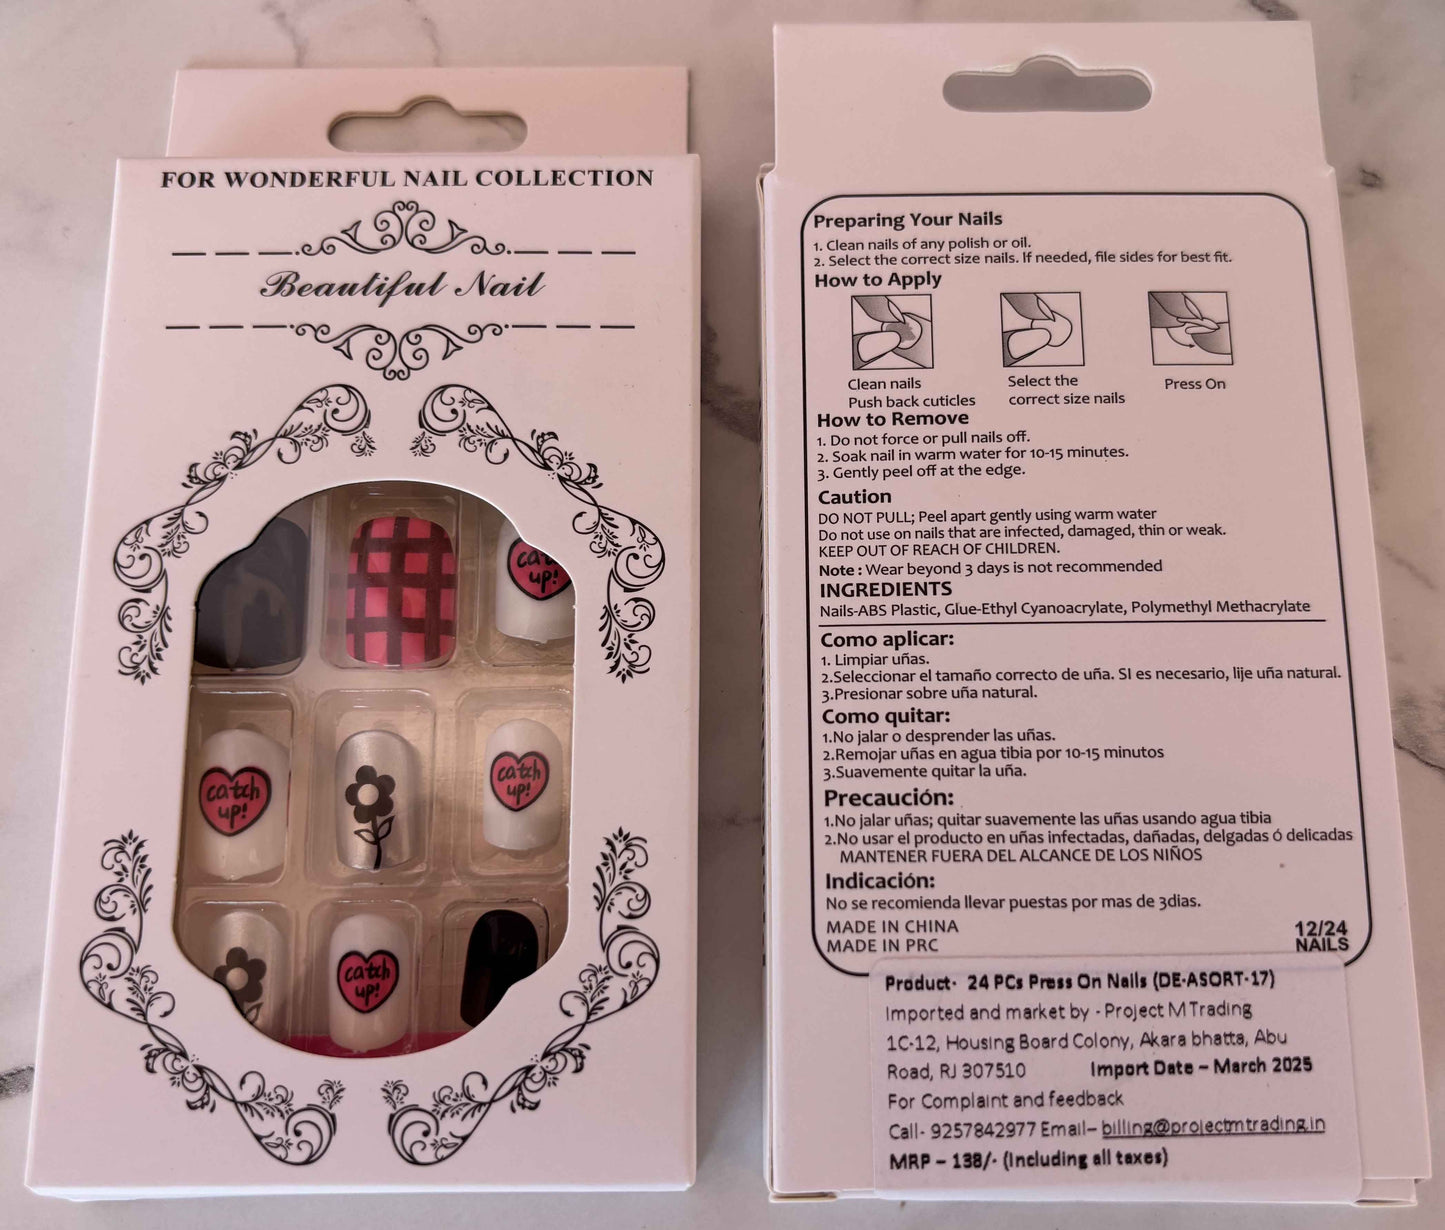 FOR WONDERFUL NAIL COLLECTION
Beautiful Nail
catch
up!
catch
up!
catch
up!
catch
up!
Preparing Your Nails
1. Clean nails of any polish or oil.
2. Select the correct size nails. If needed, file sides for best fit.
How to Apply
Clean nails
Push back cuticles
Select the
correct size nails
Press On
How to Remove
1. Do not force or pull nails off.
2. Soak nail in warm water for 10-15 minutes.
3. Gently peel off at the edge.
Caution
DO NOT PULL; Peel apart gently using warm water
Do not use on nails that are infected, damaged, thin or weak.
KEEP OUT OF REACH OF CHILDREN.
Note : Wear beyond 3 days is not recommended
INGREDIENTS
Nails-ABS Plastic, Glue-Ethyl Cyanoacrylate, Polymethyl Methacrylate
Como aplicar:
1. Limpiar uñas.
2.Seleccionar el tamaño correcto de uña. SI es necesario, lije uña natural.
3.Presionar sobre uña natural.
Como quitar:
1.No jalar o desprender las uñas.
2.Remojar uñas en agua tibia por 10-15 minutos
3.Suavemente quitar la uña.
Precaución:
1.No jalar uñas; quitar suavemente las uñas usando agua tibia
2.No usar el producto en uñas infectadas, dañadas, delgadas ó delicadas
MANTENER FUERA DEL ALCANCE DE LOS NIÑOS
Indicación:
No se recomienda llevar puestas por mas de 3dias.
MADE IN CHINA
MADE IN PRC
12/24
NAILS
Product- 24 PCs Press On Nails (DE-ASORT-17)
Imported and market by - Project M Trading
1C-12, Housing Board Colony, Akara bhatta, Abu
Road, RJ 307510 Import Date – March 2025
For Complaint and feedback
Call- 9257842977 Email– billing@projectmtrading.in
MRP – 138/- (Including all taxes)